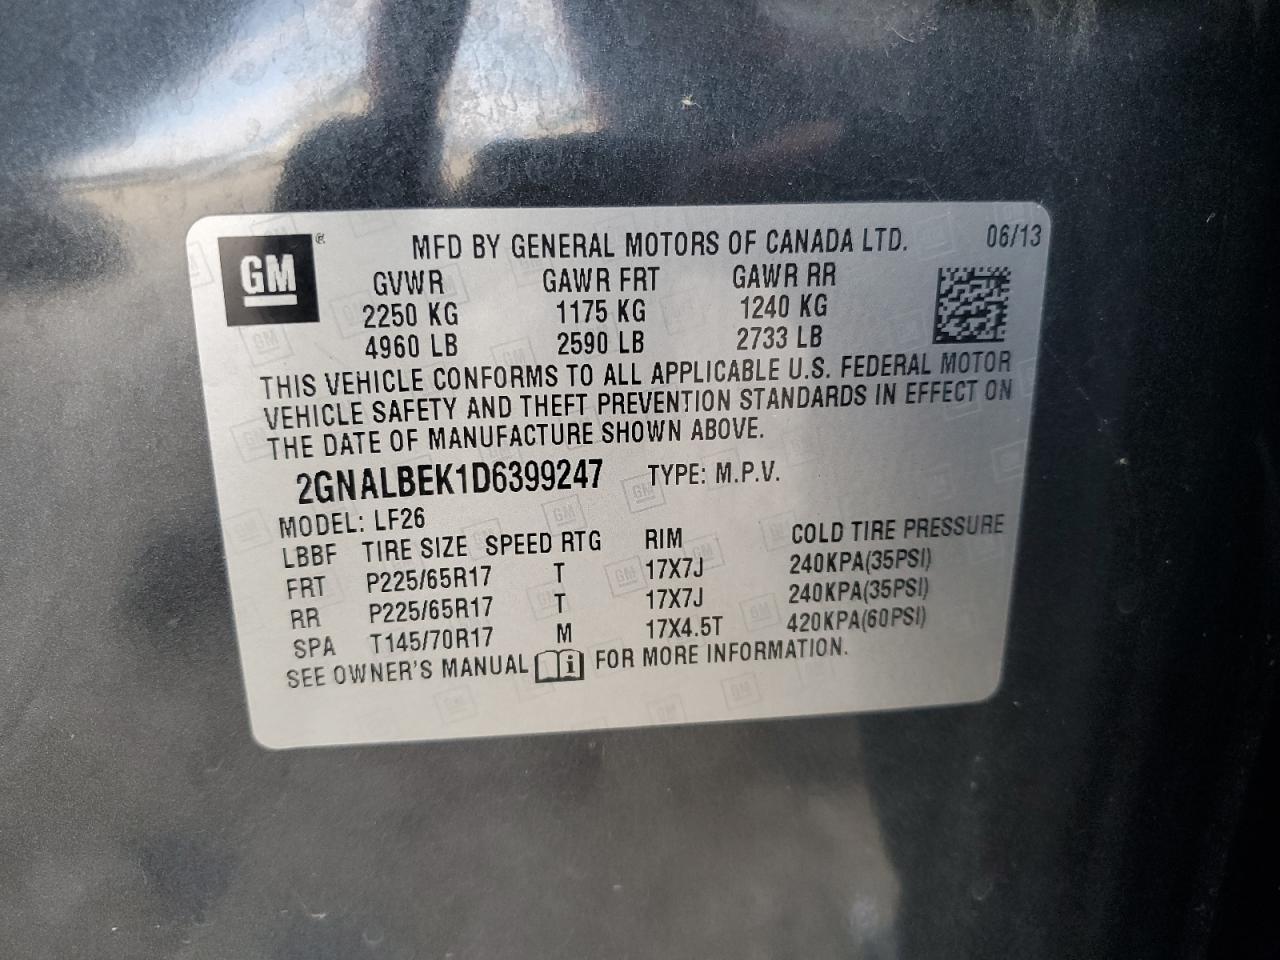 GM ® MFD BY GENERAL MOTORS OF CANADA LTD. 06/13
GVWR GAWR FRT GAWR RR
2250 KG 1175 KG 1240 KG
4960 LB 2590 LB 2733 LB
THIS VEHICLE CONFORMS TO ALL APPLICABLE U.S. FEDERAL MOTOR
VEHICLE SAFETY AND THEFT PREVENTION STANDARDS IN EFFECT ON
THE DATE OF MANUFACTURE SHOWN ABOVE.
2GNALBEK1D6399247 TYPE: M.P.V.
MODEL: LF26
LBBF TIRE SIZE SPEED RTG RIM COLD TIRE PRESSURE
FRT P225/65R17 T 17X7J 240KPA(35PSI)
RR P225/65R17 T 17X7J 240KPA(35PSI)
SPA T145/70R17 M 17X4.5T 420KPA(60PSI)
SEE OWNER'S MANUAL i FOR MORE INFORMATION.